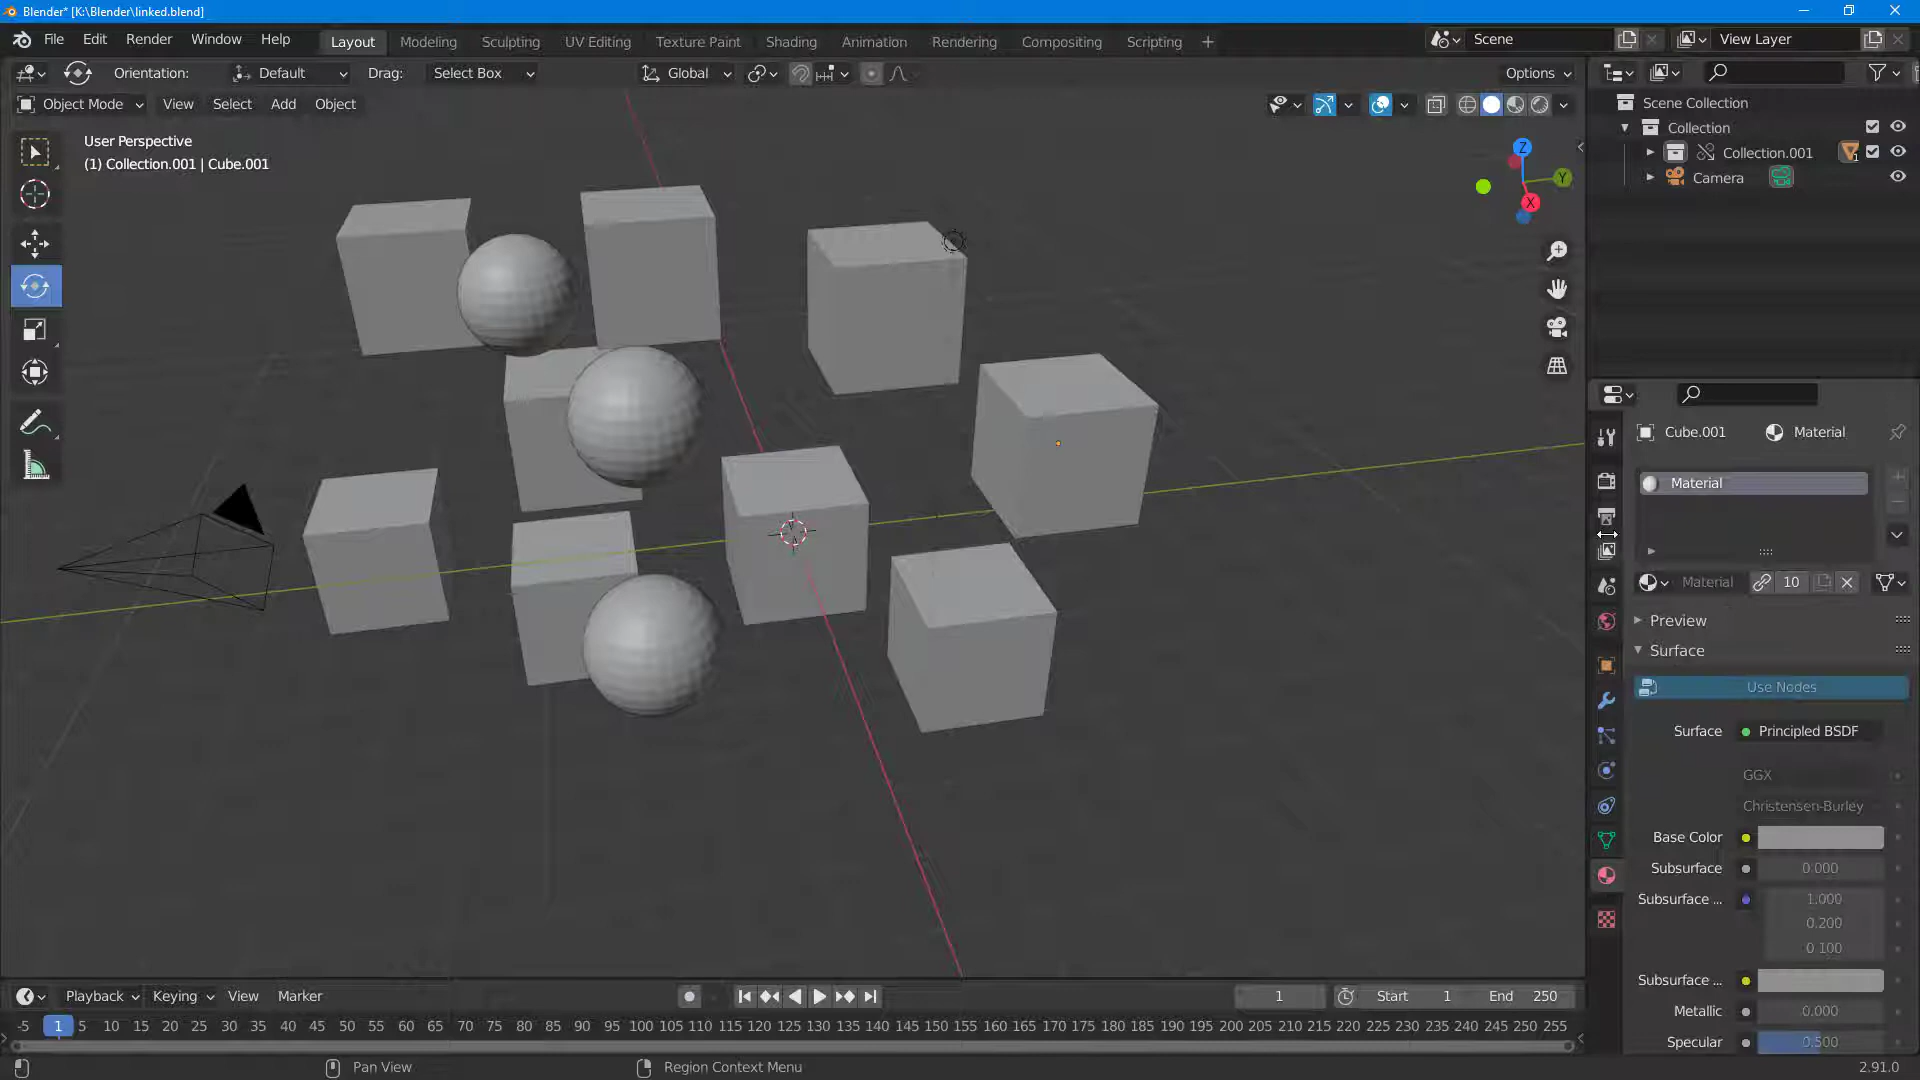 Blender* [K:\Blender\linked.blend]
File Edit Render Window Help Layout Modeling Sculpting UV Editing Texture Paint Shading Animation Rendering Compositing Scripting + Scene View Layer
Orientation: Default Drag: Select Box Global Options
Object Mode View Select Add Object
User Perspective
(1) Collection.001 | Cube.001
Z
Y
X
Scene Collection
Collection
Collection.001 1
Camera
Cube.001 Material
Material
Material 10
Preview
Surface
Use Nodes
Surface Principled BSDF
GGX
Christensen-Burley
Base Color
Subsurface 0.000
Subsurface ... 1.000
0.200
0.100
Subsurface ...
Metallic 0.000
Specular 0.500
Playback Keying View Marker 1 Start 1 End 250
-5 1 5 10 15 20 25 30 35 40 45 50 55 60 65 70 75 80 85 90 95 100 105 110 115 120 125 130 135 140 145 150 155 160 165 170 175 180 185 190 195 200 205 210 215 220 225 230 235 240 245 250 255
Pan View Region Context Menu 2.91.0